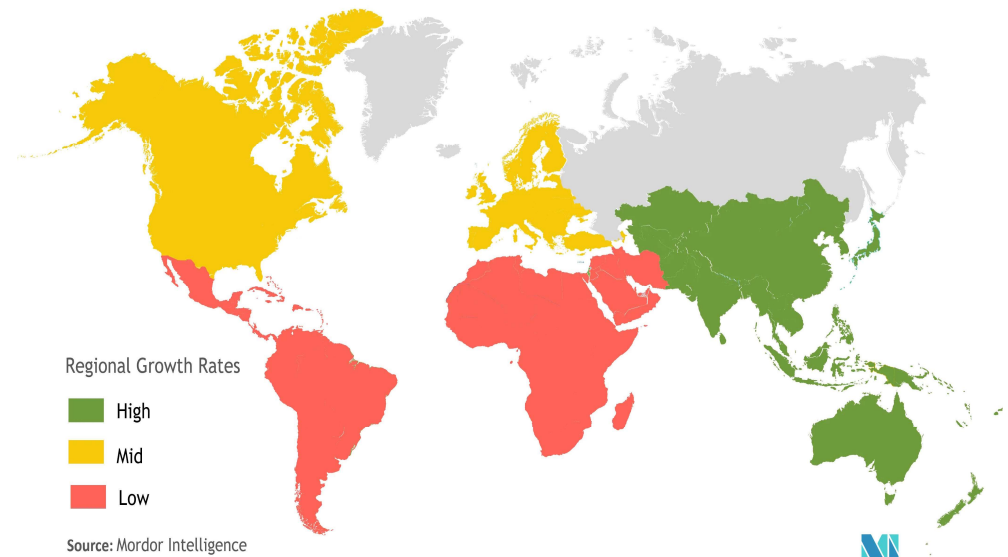 Regional Growth Rates
High
Mid
Low
Source: Mordor Intelligence